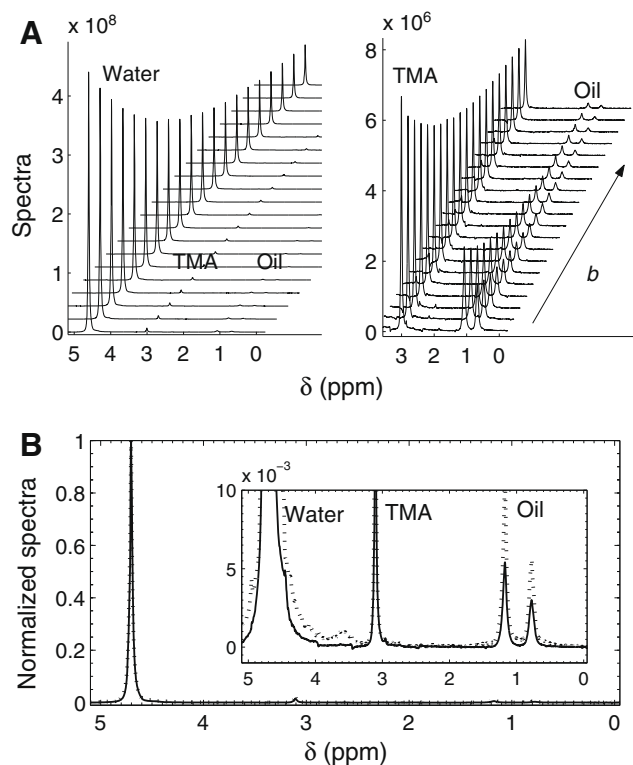 A
x 10^8
Water
TMA
Oil
Spectra
4
3
2
1
0
5 4 3 2 1 0
x 10^6
TMA
Oil
b
8
6
4
2
0
3 2 1 0
δ (ppm)
B
Normalized spectra
1
0.8
0.6
0.4
0.2
0
5 4 3 2 1 0
δ (ppm)
x 10^-3
Water
TMA
Oil
10
5
0
5 4 3 2 1 0